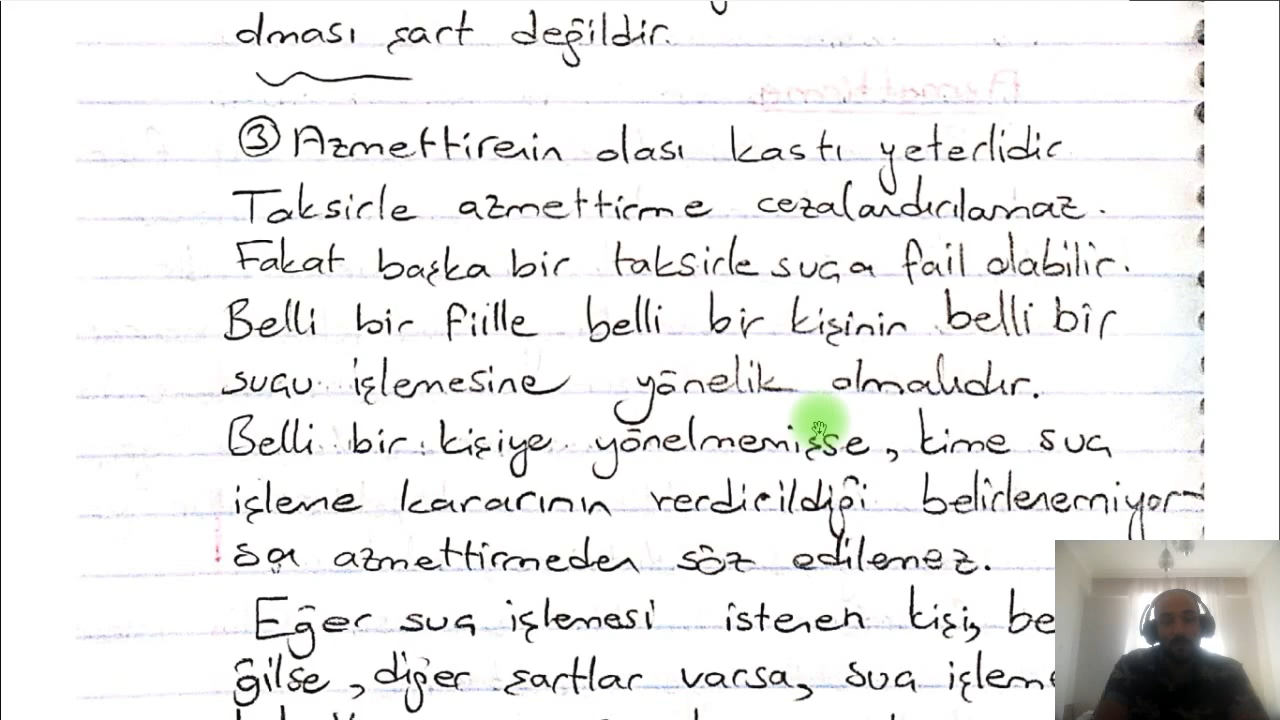 olması şart değildir.
③ Azmettirenin olası kastı yeterlidir
Taksirle azmettirme cezalandırılamaz.
Fakat başka bir taksirle suça fail olabilir.
Belli bir fiille belli bir kişinin belli bir
suçu işlemesine yönelik olmalıdır.
Belli bir kişiye yönelmemişse, kime suç
işleme kararının verdirildiği belirlenemiyor-
sa azmettirmeden söz edilemez.
Eğer suç işlemesi istenen kişi, be
ğilse, diğer şartlar varsa, suç işleme